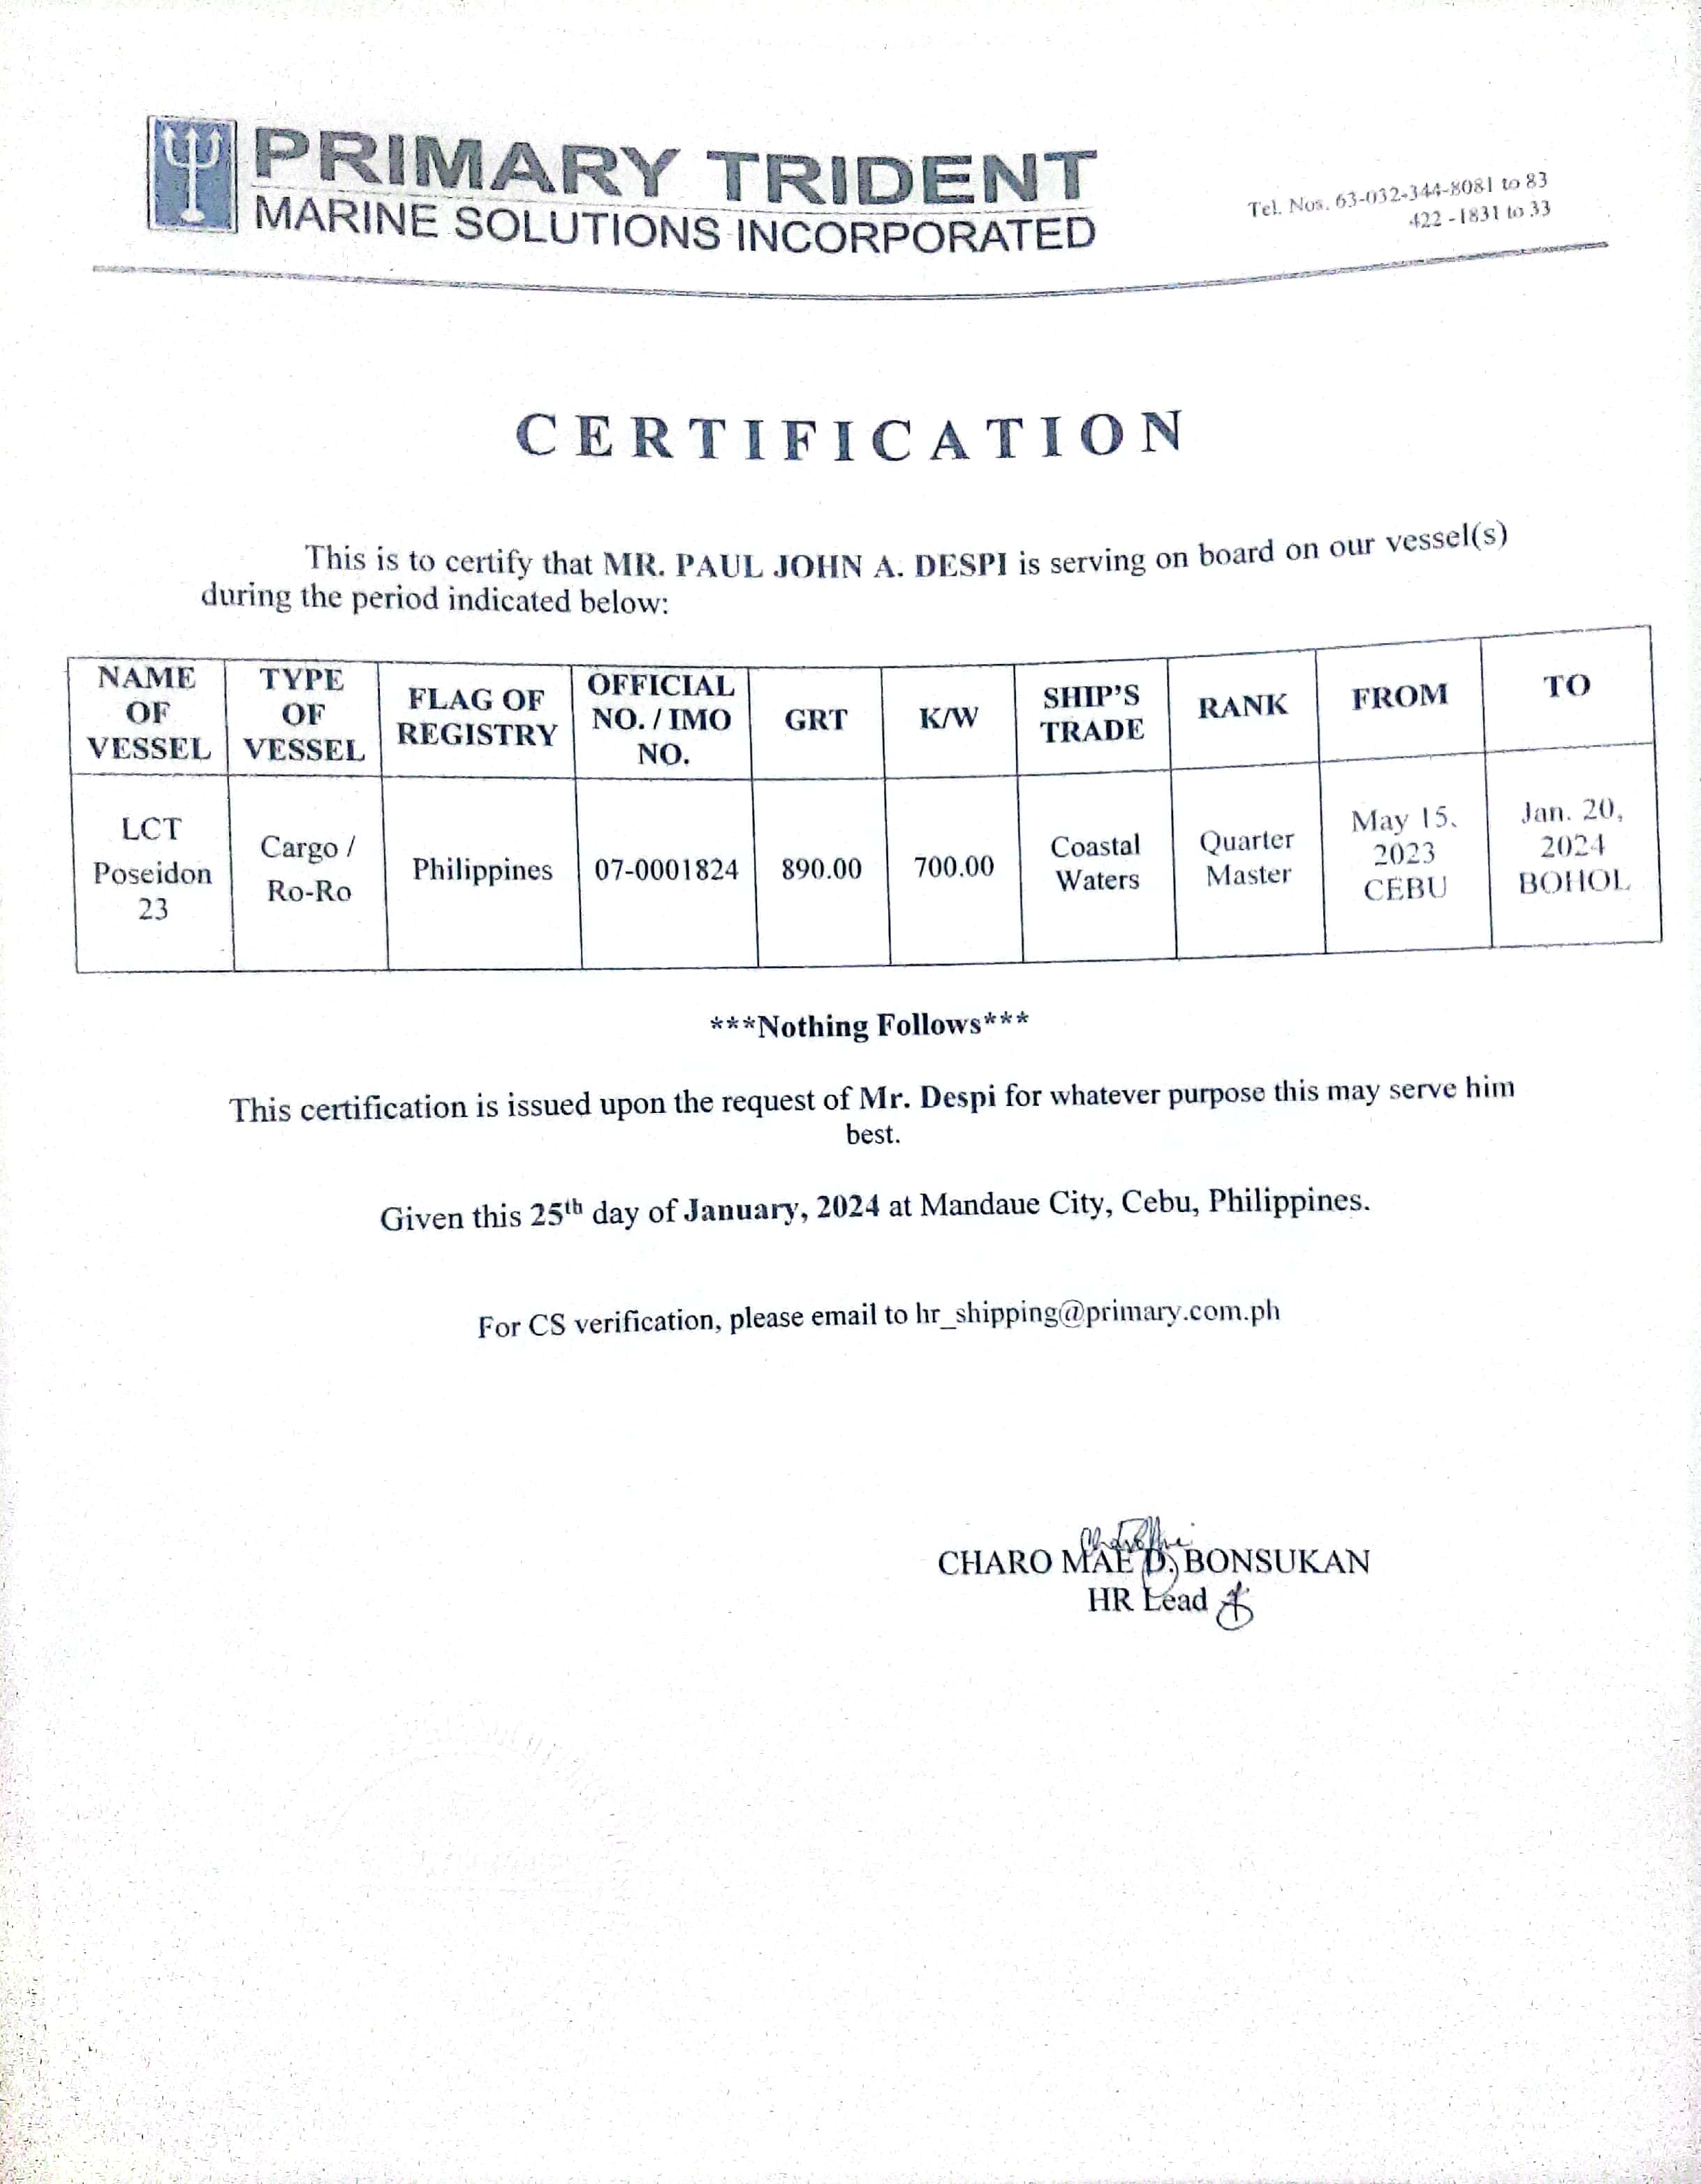 PRIMARY TRIDENT
MARINE SOLUTIONS INCORPORATED
Tel. Nos. 63-032-344-8081 to 83
422 -1831 to 33
CERTIFICATION
This is to certify that MR. PAUL JOHN A. DESPI is serving on board on our vessel(s)
during the period indicated below:
NAME OF VESSEL | TYPE OF VESSEL | FLAG OF REGISTRY | OFFICIAL NO. / IMO NO. | GRT | K/W | SHIP'S TRADE | RANK | FROM | TO
LCT Poseidon 23 | Cargo / Ro-Ro | Philippines | 07-0001824 | 890.00 | 700.00 | Coastal Waters | Quarter Master | May 15, 2023 CEBU | Jan. 20, 2024 BOHOL
***Nothing Follows***
This certification is issued upon the request of Mr. Despi for whatever purpose this may serve him
best.
Given this 25th day of January, 2024 at Mandaue City, Cebu, Philippines.
For CS verification, please email to hr_shipping@primary.com.ph
CHARO MAE D. BONSUKAN
HR Lead